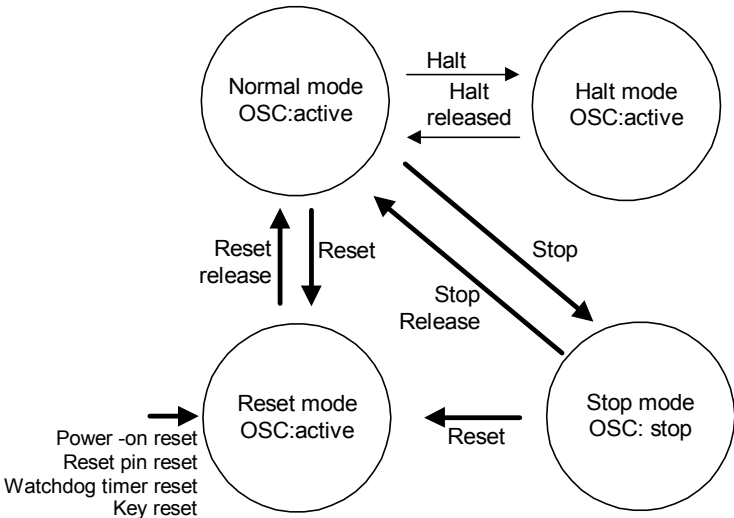 Normal mode
OSC:active
Halt
Halt
released
Halt mode
OSC:active
Reset
release
Reset
Stop
Stop
Release
Reset mode
OSC:active
Stop mode
OSC: stop
Reset
Power -on reset
Reset pin reset
Watchdog timer reset
Key reset